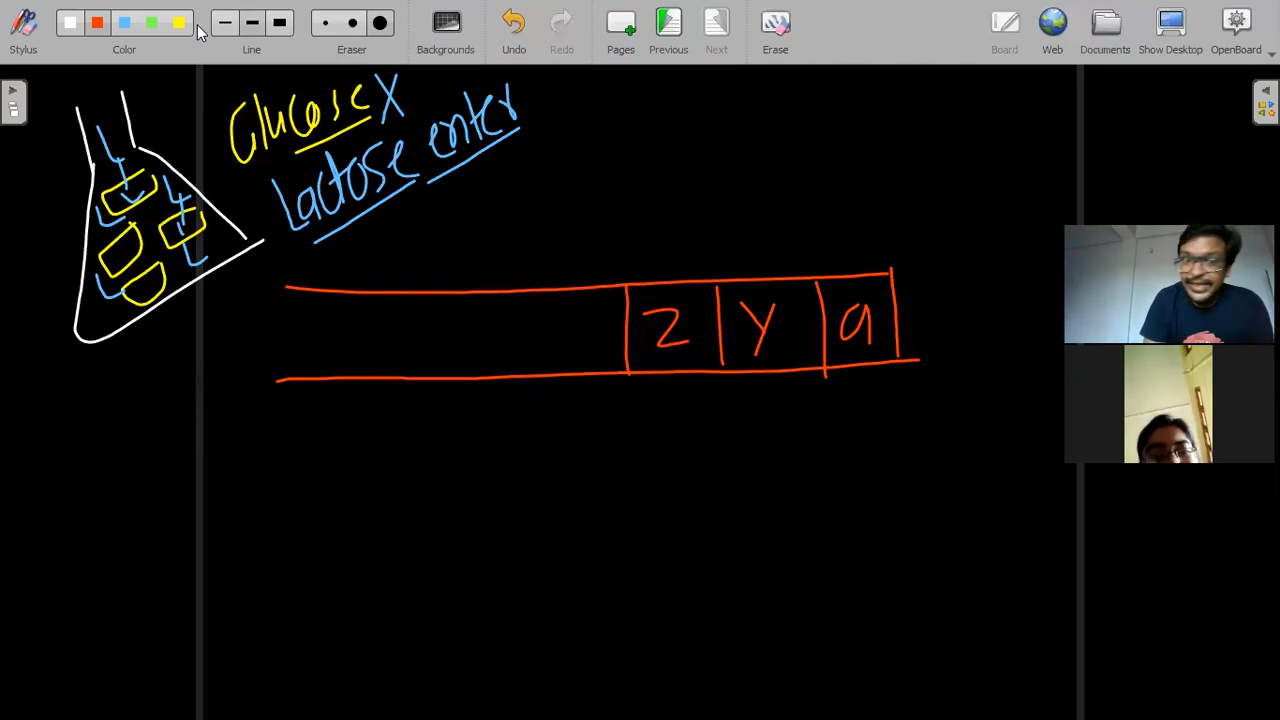 Stylus
Color
Line
Eraser
Backgrounds
Undo
Redo
Pages
Previous
Next
Erase
Board
Web
Documents
Show Desktop
OpenBoard
Glucose X
Lactose enter
Z Y a